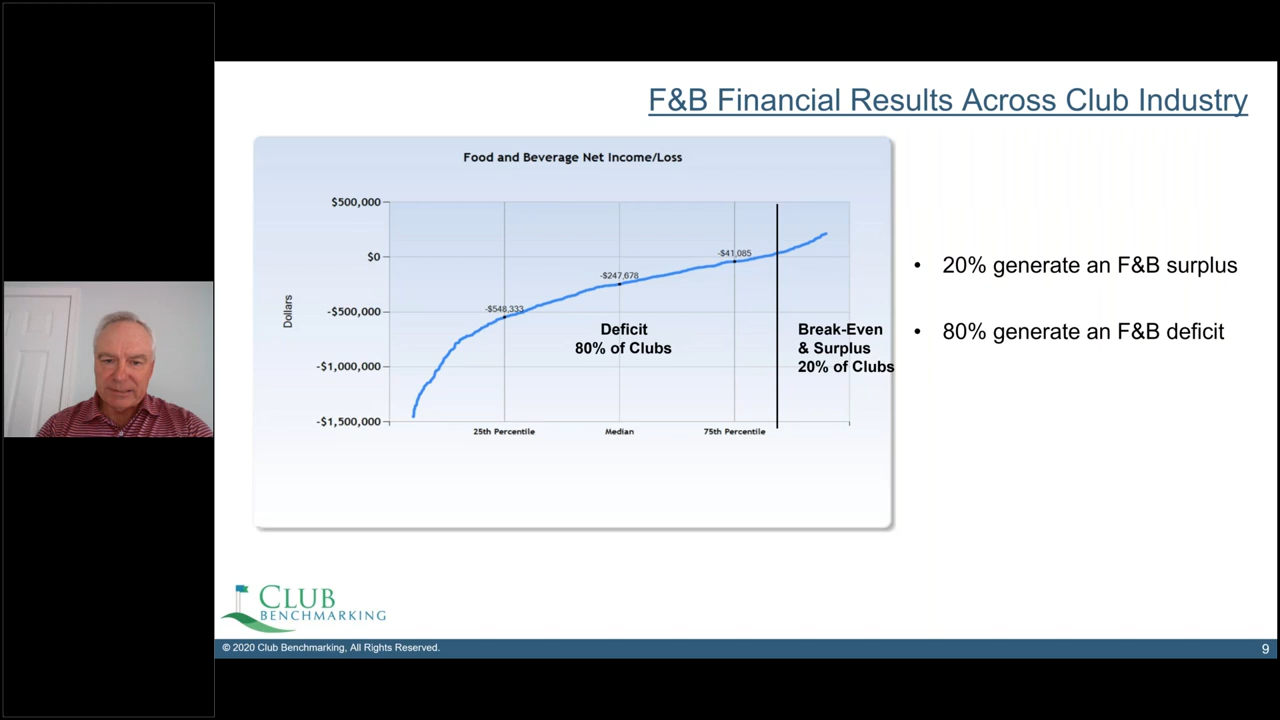 F&B Financial Results Across Club Industry
Food and Beverage Net Income/Loss
$500,000
$0
-$500,000
-$1,000,000
-$1,500,000
Dollars
-$548,333
-$247,678
-$41,085
Deficit
80% of Clubs
Break-Even
& Surplus
20% of Clubs
25th Percentile
Median
75th Percentile
• 20% generate an F&B surplus
• 80% generate an F&B deficit
CLUB
BENCHMARKING
© 2020 Club Benchmarking, All Rights Reserved.
9